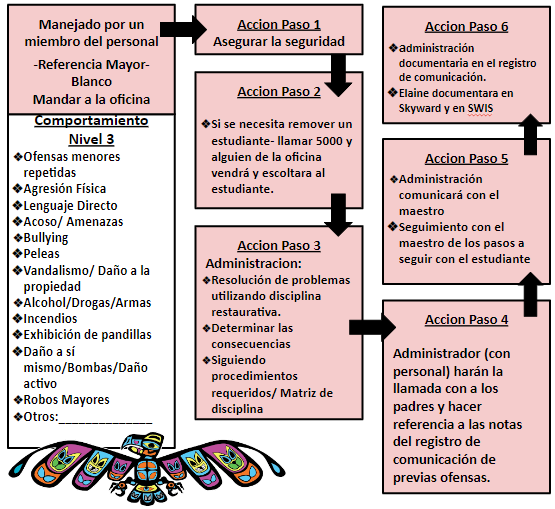 Manejado por un
miembro del personal
-Referencia Mayor-
Blanco
Mandar a la oficina
Comportamiento
Nivel 3
❖Ofensas menores
repetidas
❖Agresión Física
❖Lenguaje Directo
❖Acoso/ Amenazas
❖Bullying
❖Peleas
❖Vandalismo/ Daño a la
propiedad
❖Alcohol/Drogas/Armas
❖Incendios
❖Exhibición de pandillas
❖Daño a sí
mismo/Bombas/Daño
activo
❖Robos Mayores
❖Otros:______________
Accion Paso 1
Asegurar la seguridad
Accion Paso 2
❖Si se necesita remover un
estudiante- llamar 5000 y
alguien de la oficina
vendrá y escoltara al
estudiante.
Accion Paso 3
Administracion:
❖Resolución de problemas
utilizando disciplina
restaurativa.
❖Determinar las
consecuencias
❖Siguiendo
procedimientos
requeridos/ Matriz de
disciplina
Accion Paso 4
Administrador (con
personal) harán la
llamada con a los
padres y hacer
referencia a las notas
del registro de
comunicación de
previas ofensas.
Accion Paso 5
❖Administración
comunicará con el
maestro
❖Seguimiento con el
maestro de los pasos a
seguir con el estudiante
Accion Paso 6
❖administración
documentaria en el registro
de comunicación.
❖Elaine documentara en
Skyward y en SWIS